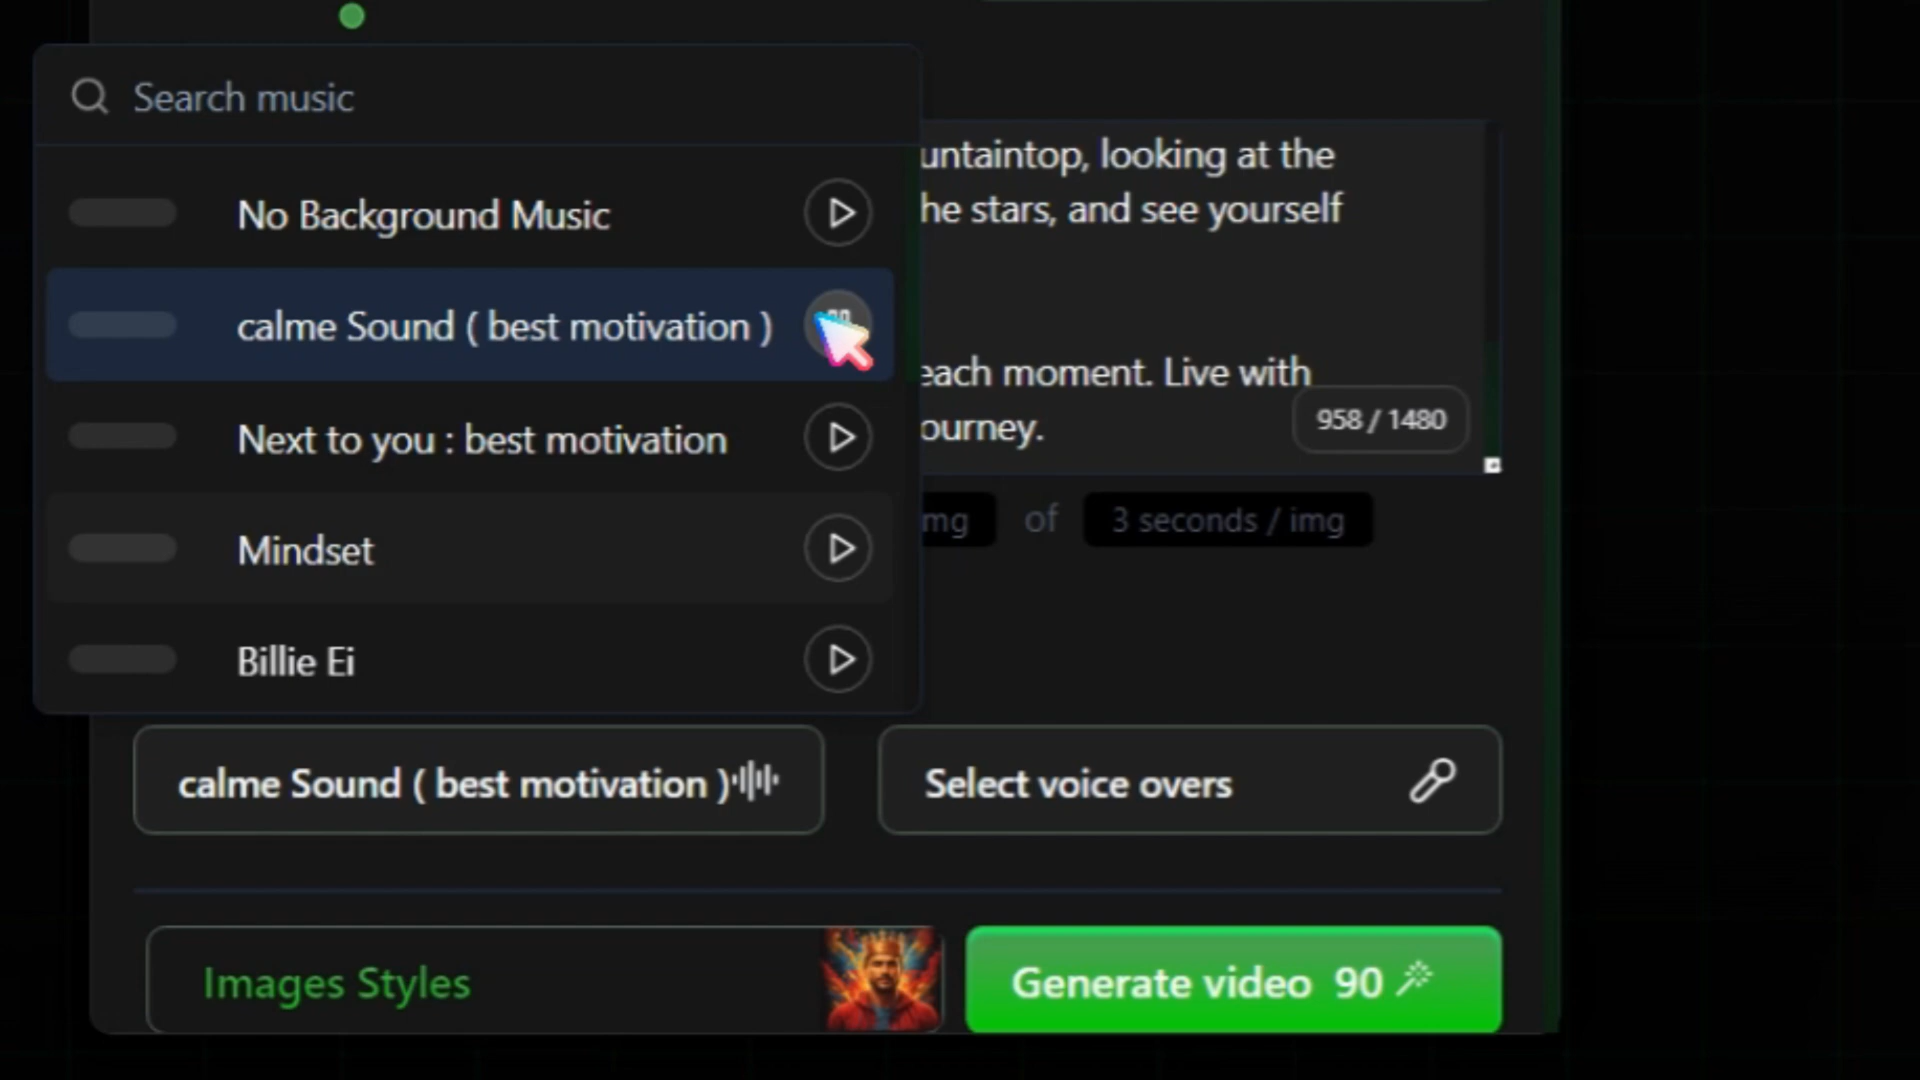 Search music
No Background Music
calme Sound ( best motivation )
Next to you : best motivation
Mindset
Billie Ei
untaintop, looking at the
he stars, and see yourself
each moment. Live with
ourney.
958 / 1480
mg of 3 seconds / img
calme Sound ( best motivation )
Select voice overs
Images Styles
Generate video 90